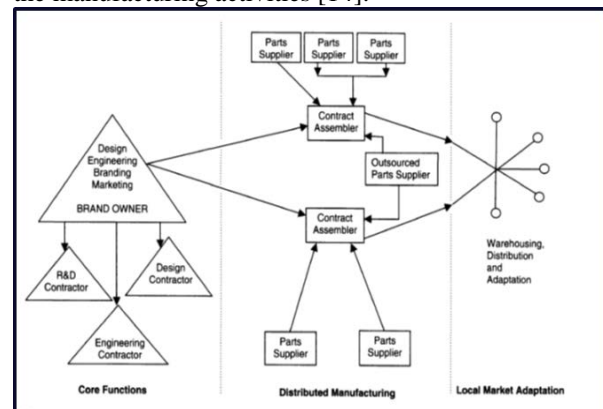 the manufacturing activities [14].
Parts
Supplier
Parts
Supplier
Parts
Supplier
Contract
Assembler
Design
Engineering
Branding
Marketing
BRAND OWNER
Outsourced
Parts Supplier
Contract
Assembler
R&D
Contractor
Design
Contractor
Engineering
Contractor
Warehousing,
Distribution
and
Adaptation
Parts
Supplier
Parts
Supplier
Core Functions
Distributed Manufacturing
Local Market Adaptation